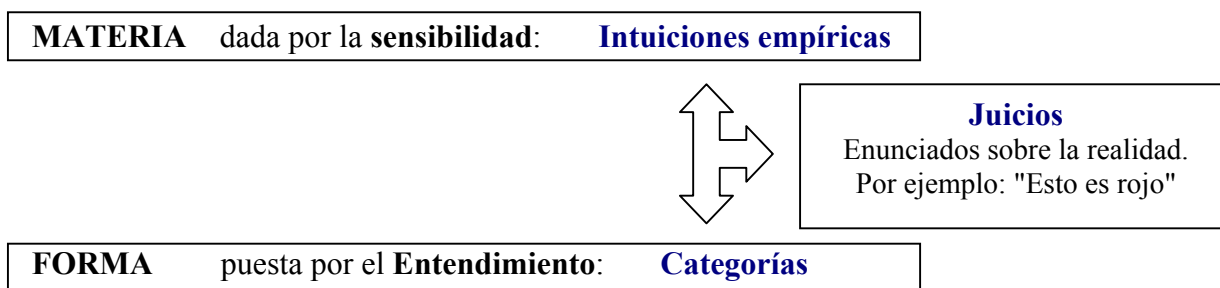 MATERIA dada por la sensibilidad: Intuiciones empíricas
Juicios
Enunciados sobre la realidad.
Por ejemplo: "Esto es rojo"
FORMA puesta por el Entendimiento: Categorías